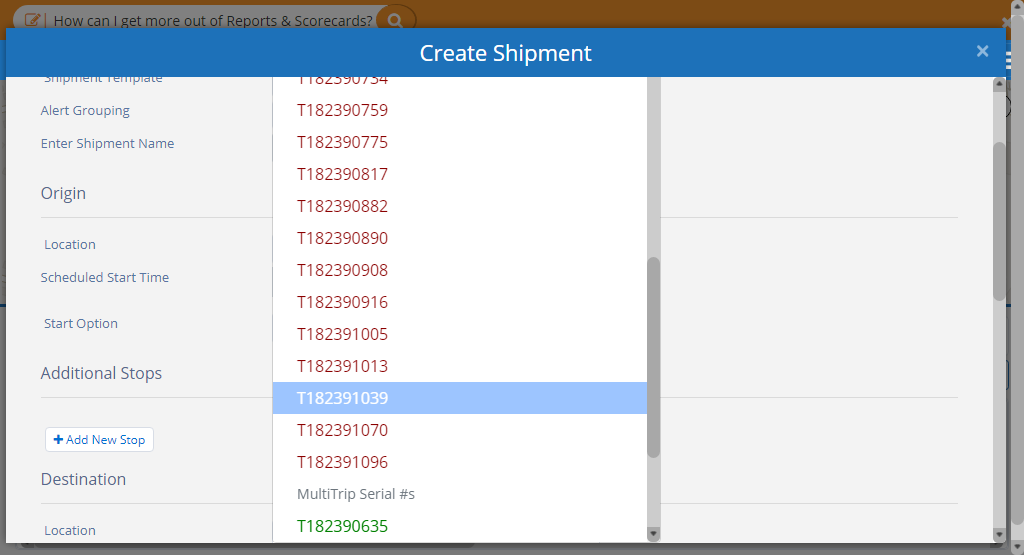 How can I get more out of Reports & Scorecards?
Create Shipment
×
Shipment Template
T182390734
Alert Grouping
T182390759
Enter Shipment Name
T182390775
T182390817
Origin
T182390882
Location
T182390890
Scheduled Start Time
T182390908
T182390916
Start Option
T182391005
Additional Stops
T182391013
T182391039
Add New Stop
T182391070
Destination
T182391096
MultiTrip Serial #s
Location
T182390635